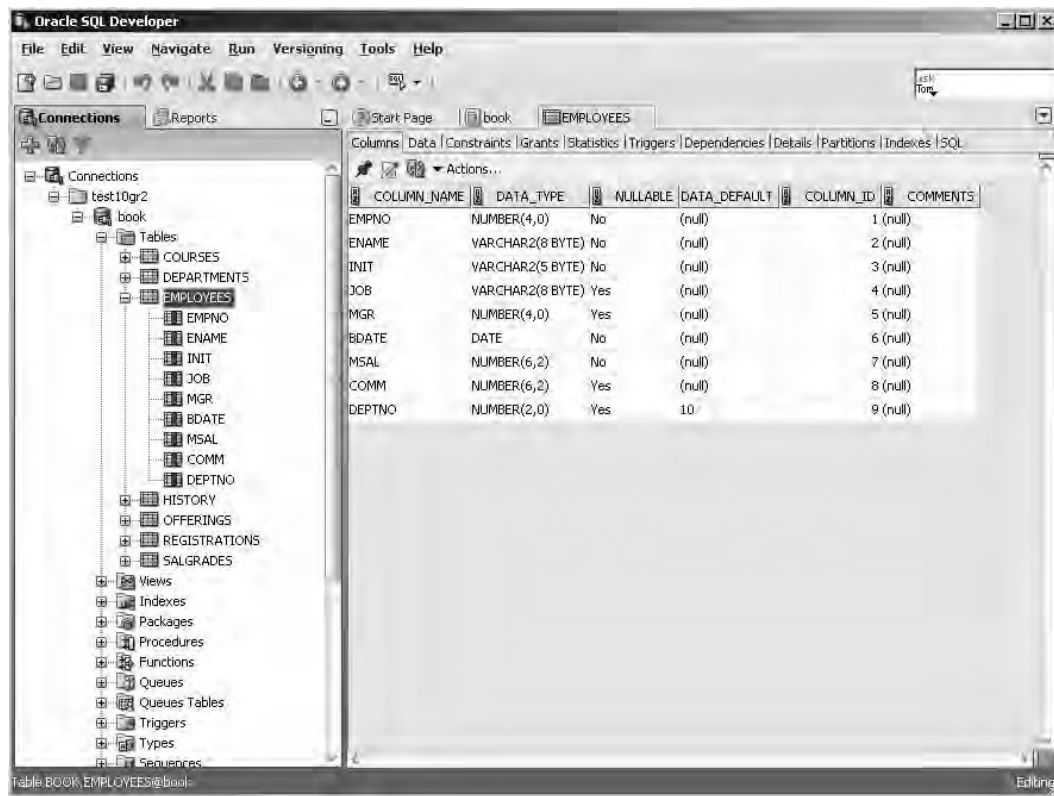 Oracle SQL Developer
File Edit View Navigate Run Versioning Tools Help
ask
Tom
Connections Reports Start Page book EMPLOYEES
Columns Data Constraints Grants Statistics Triggers Dependencies Details Partitions Indexes SQL
Actions...
COLUMN_NAME DATA_TYPE NULLABLE DATA_DEFAULT COLUMN_ID COMMENTS
EMPNO NUMBER(4,0) No (null) 1 (null)
ENAME VARCHAR2(8 BYTE) No (null) 2 (null)
INIT VARCHAR2(5 BYTE) No (null) 3 (null)
JOB VARCHAR2(8 BYTE) Yes (null) 4 (null)
MGR NUMBER(4,0) Yes (null) 5 (null)
BDATE DATE No (null) 6 (null)
MSAL NUMBER(6,2) No (null) 7 (null)
COMM NUMBER(6,2) Yes (null) 8 (null)
DEPTNO NUMBER(2,0) Yes 10 9 (null)
Connections
test10gr2
book
Tables
COURSES
DEPARTMENTS
EMPLOYEES
EMPNO
ENAME
INIT
JOB
MGR
BDATE
MSAL
COMM
DEPTNO
HISTORY
OFFERINGS
REGISTRATIONS
SALGRADES
Views
Indexes
Packages
Procedures
Functions
Queues
Queues Tables
Triggers
Types
Sequences
Table BOOK.EMPLOYEES@book Editing